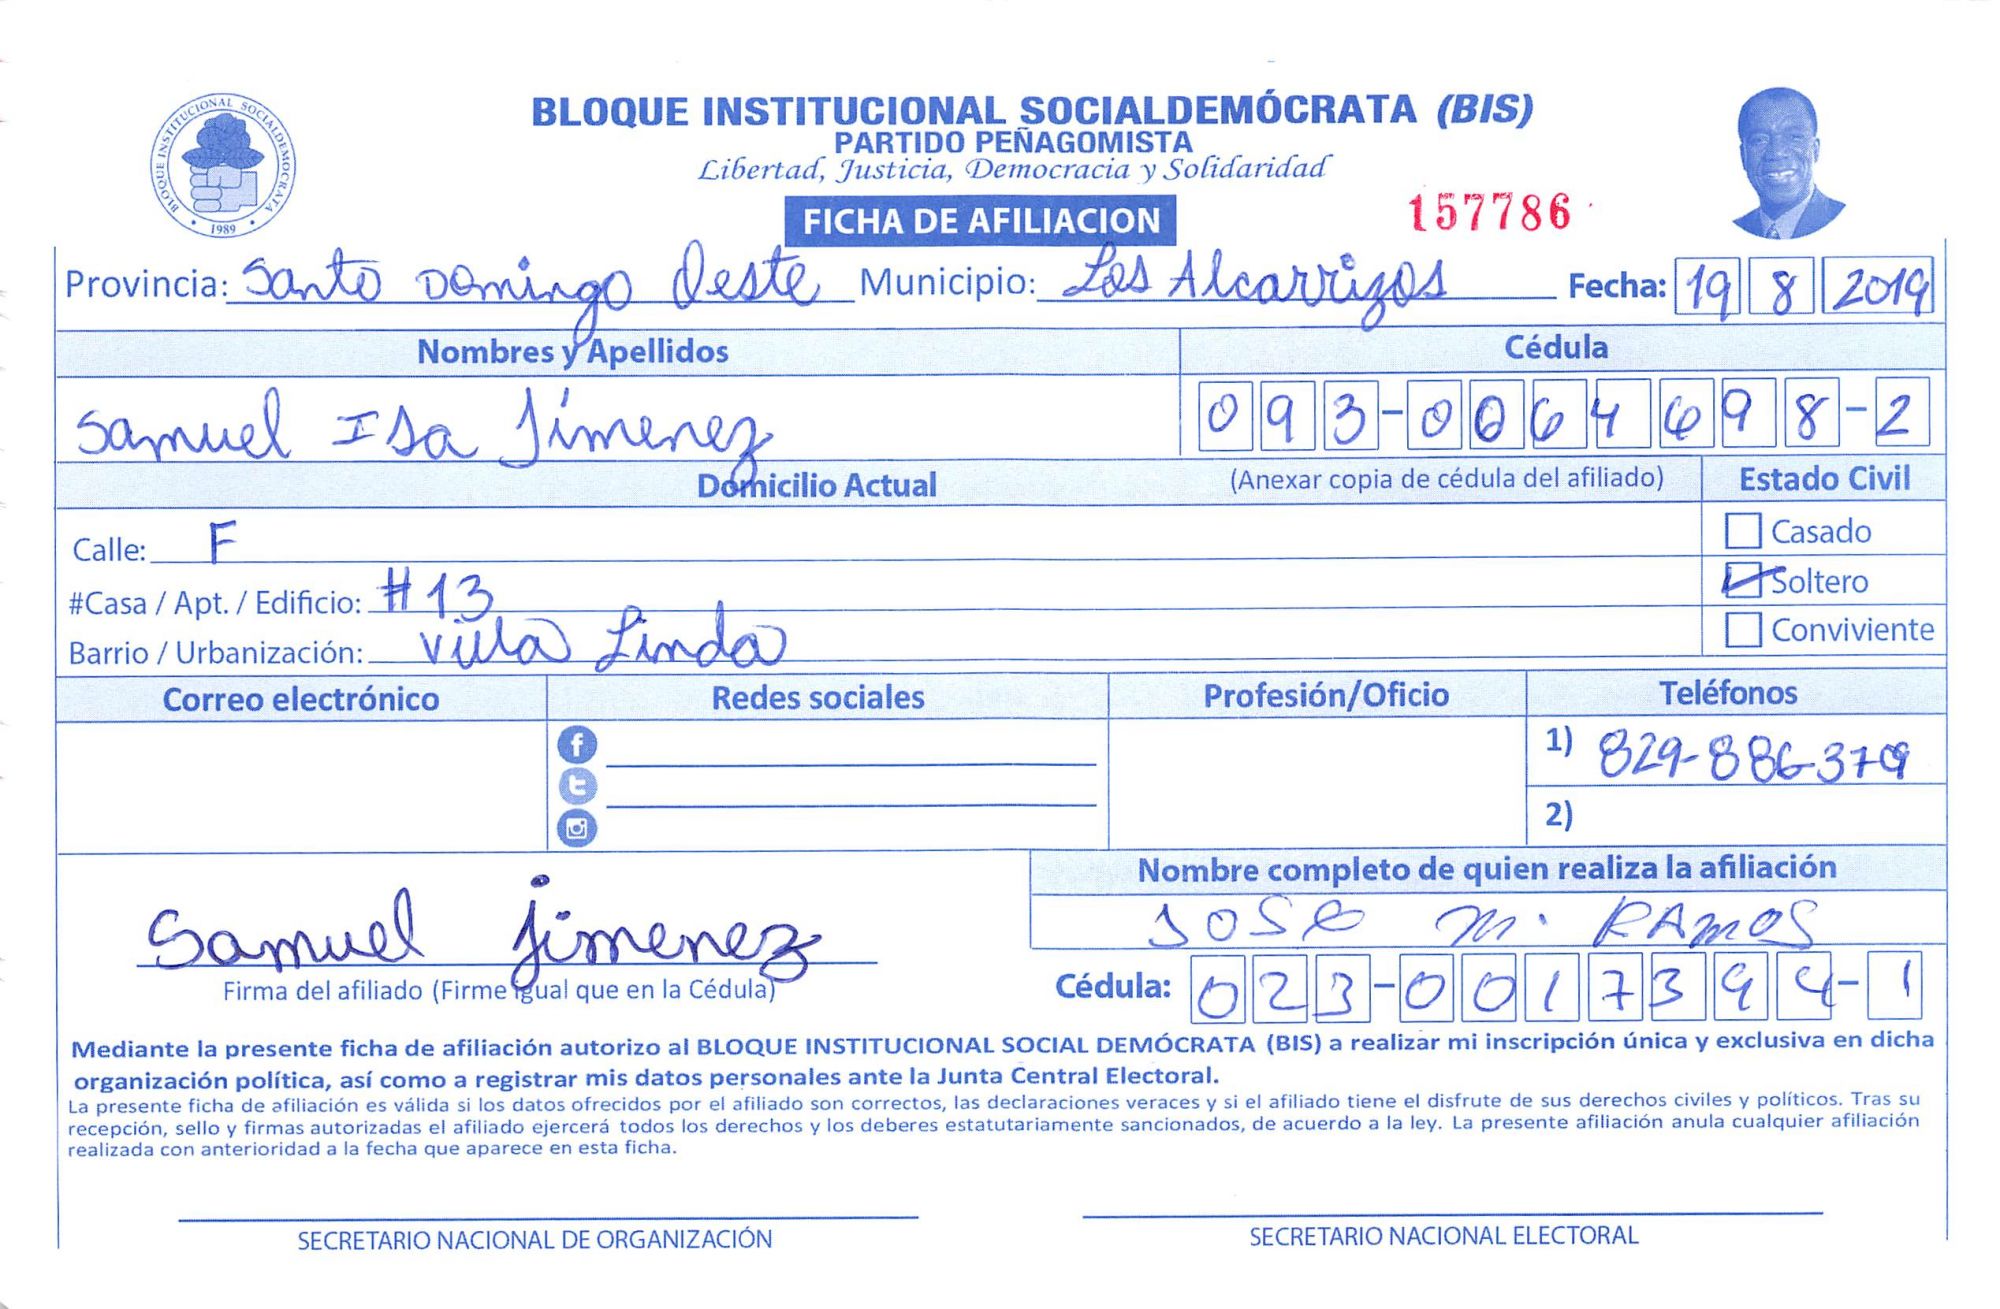 BLOQUE INSTITUCIONAL SOCIALDEMOCRATA
1989
BLOQUE INSTITUCIONAL SOCIALDEMÓCRATA (BIS)
PARTIDO PEÑAGOMISTA
Libertad, Justicia, Democracia y Solidaridad
FICHA DE AFILIACION
157786
Provincia: Santo Domingo Oeste Municipio: Los Alcarrizos Fecha: 19 8 2019
Nombres y Apellidos Cédula
Samuel Isa Jimenez 093-0064698-2
Domicilio Actual (Anexar copia de cédula del afiliado) Estado Civil
Calle: F Casado
#Casa / Apt. / Edificio: #13 Soltero
Barrio / Urbanización: Villa Linda Conviviente
Correo electrónico Redes sociales Profesión/Oficio Teléfonos
1) 829-886-3709
2)
Nombre completo de quien realiza la afiliación
Jose M. RAMOS
Samuel Jimenez
Firma del afiliado (Firme igual que en la Cédula) Cédula: 023-0017394-1
Mediante la presente ficha de afiliación autorizo al BLOQUE INSTITUCIONAL SOCIAL DEMÓCRATA (BIS) a realizar mi inscripción única y exclusiva en dicha
organización política, así como a registrar mis datos personales ante la Junta Central Electoral.
La presente ficha de afiliación es válida si los datos ofrecidos por el afiliado son correctos, las declaraciones veraces y si el afiliado tiene el disfrute de sus derechos civiles y políticos. Tras su
recepción, sello y firmas autorizadas el afiliado ejercerá todos los derechos y los deberes estatutariamente sancionados, de acuerdo a la ley. La presente afiliación anula cualquier afiliación
realizada con anterioridad a la fecha que aparece en esta ficha.
SECRETARIO NACIONAL DE ORGANIZACIÓN SECRETARIO NACIONAL ELECTORAL